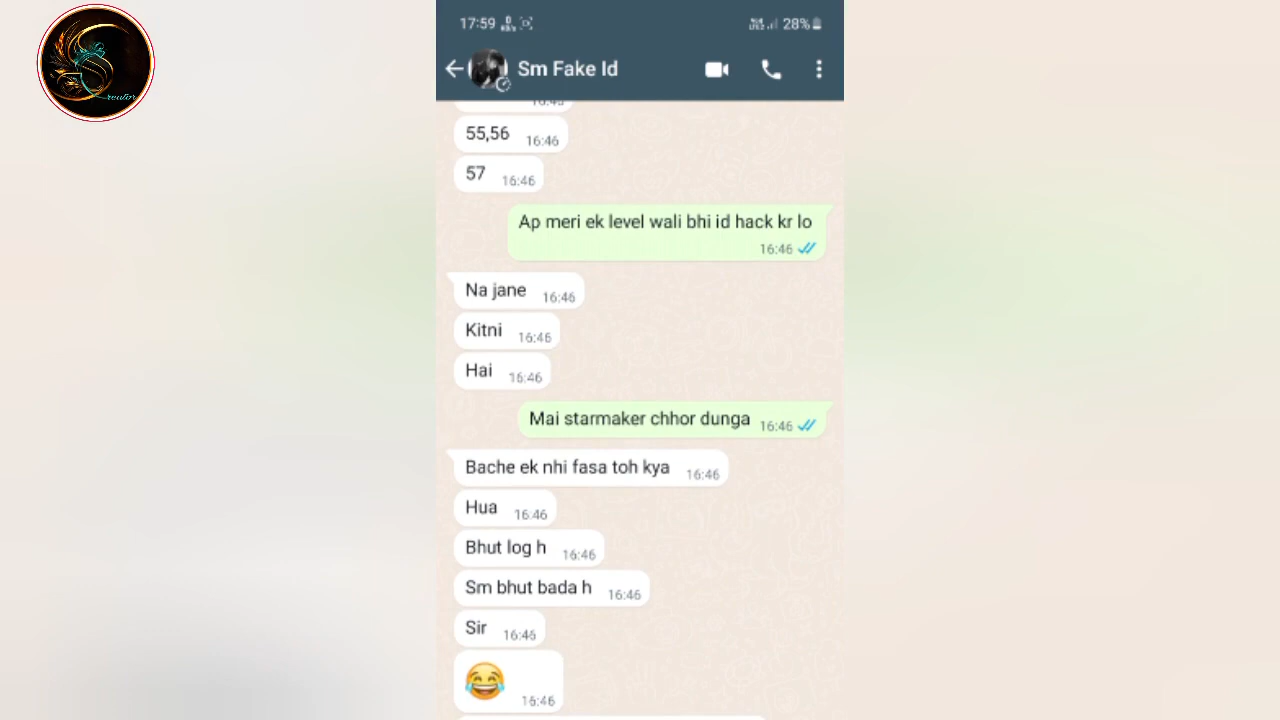 reator
17:59
28%
Sm Fake Id
16:45
55,56
16:46
57
16:46
Ap meri ek level wali bhi id hack kr lo
16:46
Na jane
16:46
Kitni
16:46
Hai
16:46
Mai starmaker chhor dunga
16:46
Bache ek nhi fasa toh kya
16:46
Hua
16:46
Bhut log h
16:46
Sm bhut bada h
16:46
Sir
16:46
😂
16:46